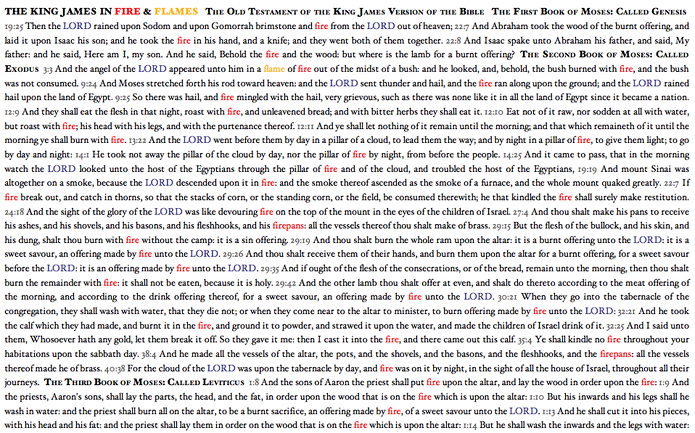 THE KING JAMES IN FIRE & FLAMES The Old Testament of the King James Version of the Bible The First Book of Moses: Called Genesis
19:25 Then the LORD rained upon Sodom and upon Gomorrah brimstone and fire from the LORD out of heaven; 22:7 And Abraham took the wood of the burnt offering, and
laid it upon Isaac his son; and he took the fire in his hand, and a knife; and they went both of them together. 22:8 And Isaac spake unto Abraham his father, and said, My
father: and he said, Here am I, my son. And he said, Behold the fire and the wood: but where is the lamb for a burnt offering? The Second Book of Moses: Called
Exodus 3:3 And the angel of the LORD appeared unto him in a flame of fire out of the midst of a bush: and he looked, and, behold, the bush burned with fire, and the bush
was not consumed. 9:24 And Moses stretched forth his rod toward heaven: and the LORD sent thunder and hail, and the fire ran along upon the ground; and the LORD rained
hail upon the land of Egypt. 9:25 So there was hail, and fire mingled with the hail, very grievous, such as there was none like it in all the land of Egypt since it became a nation.
12:9 And they shall eat the flesh in that night, roast with fire, and unleavened bread; and with bitter herbs they shall eat it. 12:10 Eat not of it raw, nor sodden at all with water,
but roast with fire; his head with his legs, and with the purtenance thereof. 12:11 And ye shall let nothing of it remain until the morning; and that which remaineth of it until the
morning ye shall burn with fire. 13:22 And the LORD went before them by day in a pillar of a cloud, to lead them the way; and by night in a pillar of fire, to give them light; to go
by day and night: 14:1 He took not away the pillar of the cloud by day, nor the pillar of fire by night, from before the people. 14:25 And it came to pass, that in the morning
watch the LORD looked unto the host of the Egyptians through the pillar of fire and of the cloud, and troubled the host of the Egyptians, 19:19 And mount Sinai was
altogether on a smoke, because the LORD descended upon it in fire: and the smoke thereof ascended as the smoke of a furnace, and the whole mount quaked greatly. 22:7 If
fire break out, and catch in thorns, so that the stacks of corn, or the standing corn, or the field, be consumed therewith; he that kindled the fire shall surely make restitution.
24:18 And the sight of the glory of the LORD was like devouring fire on the top of the mount in the eyes of the children of Israel. 27:4 And thou shalt make his pans to receive
his ashes, and his shovels, and his basons, and his fleshhooks, and his firepans: all the vessels thereof thou shalt make of brass. 29:15 But the flesh of the bullock, and his skin, and
his dung, shalt thou burn with fire without the camp: it is a sin offering. 29:19 And thou shalt burn the whole ram upon the altar: it is a burnt offering unto the LORD: it is a
sweet savour, an offering made by fire unto the LORD. 29:26 And thou shalt receive them of their hands, and burn them upon the altar for a burnt offering, for a sweet savour
before the LORD: it is an offering made by fire unto the LORD. 29:35 And if ought of the flesh of the consecrations, or of the bread, remain unto the morning, then thou shalt
burn the remainder with fire: it shall not be eaten, because it is holy. 29:42 And the other lamb thou shalt offer at even, and shalt do thereto according to the meat offering of
the morning, and according to the drink offering thereof, for a sweet savour, an offering made by fire unto the LORD. 30:21 When they go into the tabernacle of the
congregation, they shall wash with water, that they die not; or when they come near to the altar to minister, to burn offering made by fire unto the LORD: 32:21 And he took
the calf which they had made, and burnt it in the fire, and ground it to powder, and strawed it upon the water, and made the children of Israel drink of it. 32:25 And I said unto
them, Whosoever hath any gold, let them break it off. So they gave it me: then I cast it into the fire, and there came out this calf. 35:4 Ye shall kindle no fire throughout your
habitations upon the sabbath day. 38:4 And he made all the vessels of the altar, the pots, and the shovels, and the basons, and the fleshhooks, and the firepans: all the vessels
thereof made he of brass. 40:38 For the cloud of the LORD was upon the tabernacle by day, and fire was on it by night, in the sight of all the house of Israel, throughout all their
journeys. The Third Book of Moses: Called Leviticus 1:8 And the sons of Aaron the priest shall put fire upon the altar, and lay the wood in order upon the fire: 1:9 And
the priests, Aaron's sons, shall lay the parts, the head, and the fat, in order upon the wood that is on the fire which is upon the altar: 1:10 But his inwards and his legs shall he
wash in water: and the priest shall burn all on the altar, to be a burnt sacrifice, an offering made by fire, of a sweet savour unto the LORD. 1:13 And he shall cut it into his pieces,
with his head and his fat: and the priest shall lay them in order on the wood that is on the fire which is upon the altar: 1:14 But he shall wash the inwards and the legs with water: